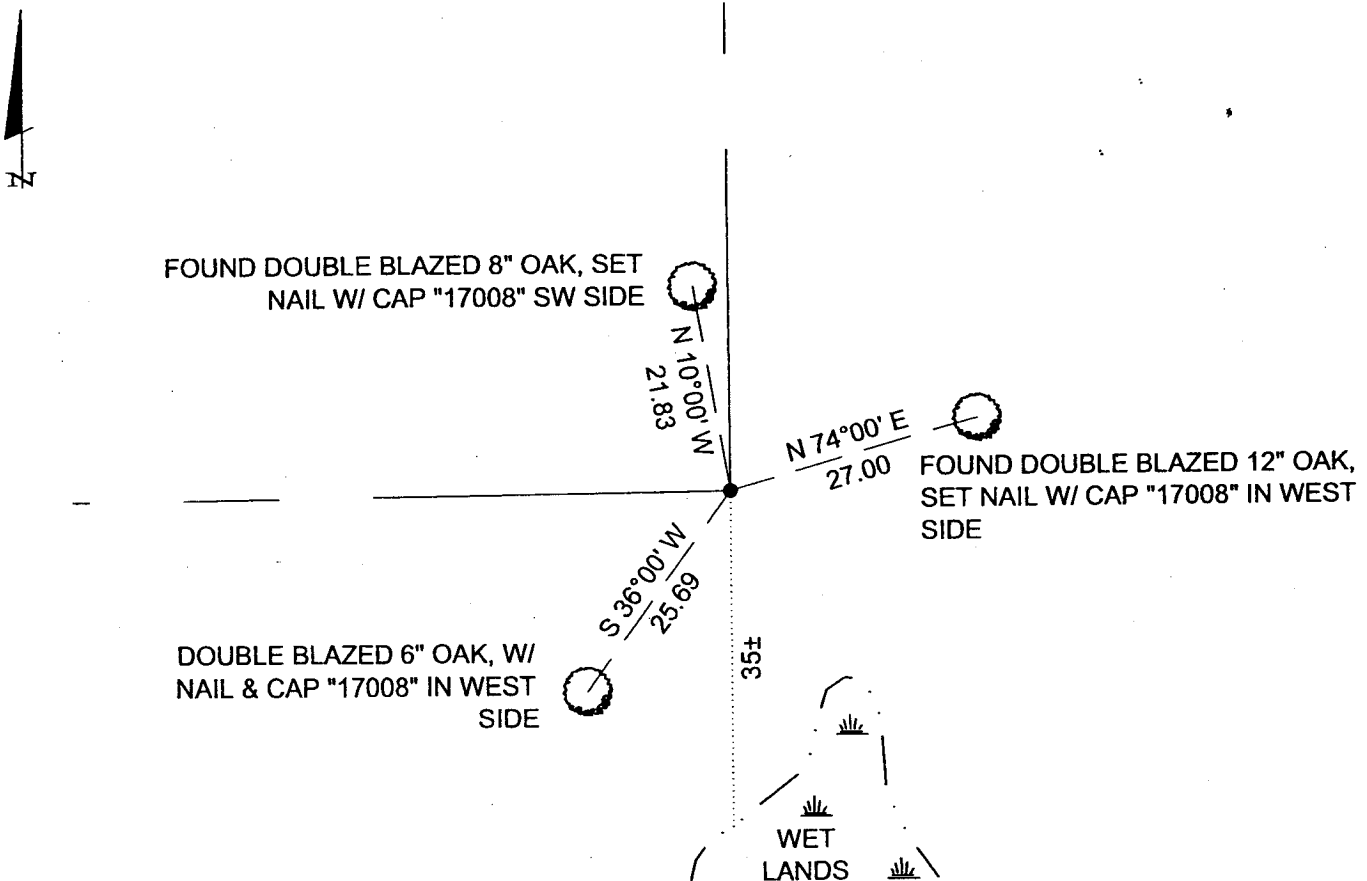 N
FOUND DOUBLE BLAZED 8" OAK, SET
NAIL W/ CAP "17008" SW SIDE
N 10°00' W
21.83
N 74°00' E
27.00
FOUND DOUBLE BLAZED 12" OAK,
SET NAIL W/ CAP "17008" IN WEST
SIDE
S 36°00' W
25.69
DOUBLE BLAZED 6" OAK, W/
NAIL & CAP "17008" IN WEST
SIDE
35±
WET
LANDS